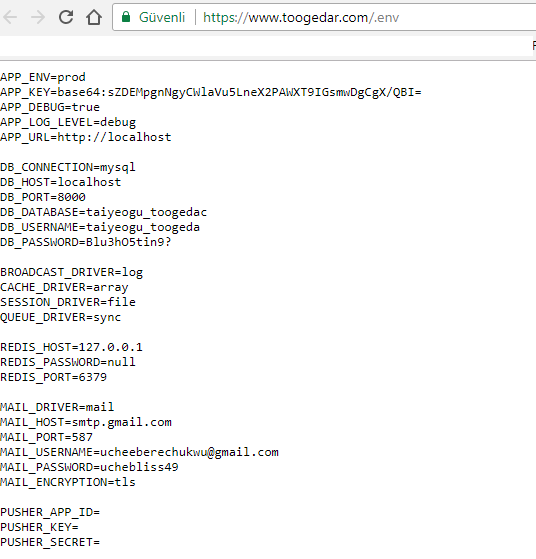 Güvenli
https://www.toogedar.com/.env
APP_ENV=prod
APP_KEY=base64:sZDEMpgnNgyCWlaVu5LneX2PAWXT9IGsmwDgCgX/QBI=
APP_DEBUG=true
APP_LOG_LEVEL=debug
APP_URL=http://localhost
DB_CONNECTION=mysql
DB_HOST=localhost
DB_PORT=8000
DB_DATABASE=taiyeogu_toogedac
DB_USERNAME=taiyeogu_toogeda
DB_PASSWORD=Blu3hO5tin9?
BROADCAST_DRIVER=log
CACHE_DRIVER=array
SESSION_DRIVER=file
QUEUE_DRIVER=sync
REDIS_HOST=127.0.0.1
REDIS_PASSWORD=null
REDIS_PORT=6379
MAIL_DRIVER=mail
MAIL_HOST=smtp.gmail.com
MAIL_PORT=587
MAIL_USERNAME=ucheeberechukwu@gmail.com
MAIL_PASSWORD=uchebliss49
MAIL_ENCRYPTION=tls
PUSHER_APP_ID=
PUSHER_KEY=
PUSHER_SECRET=